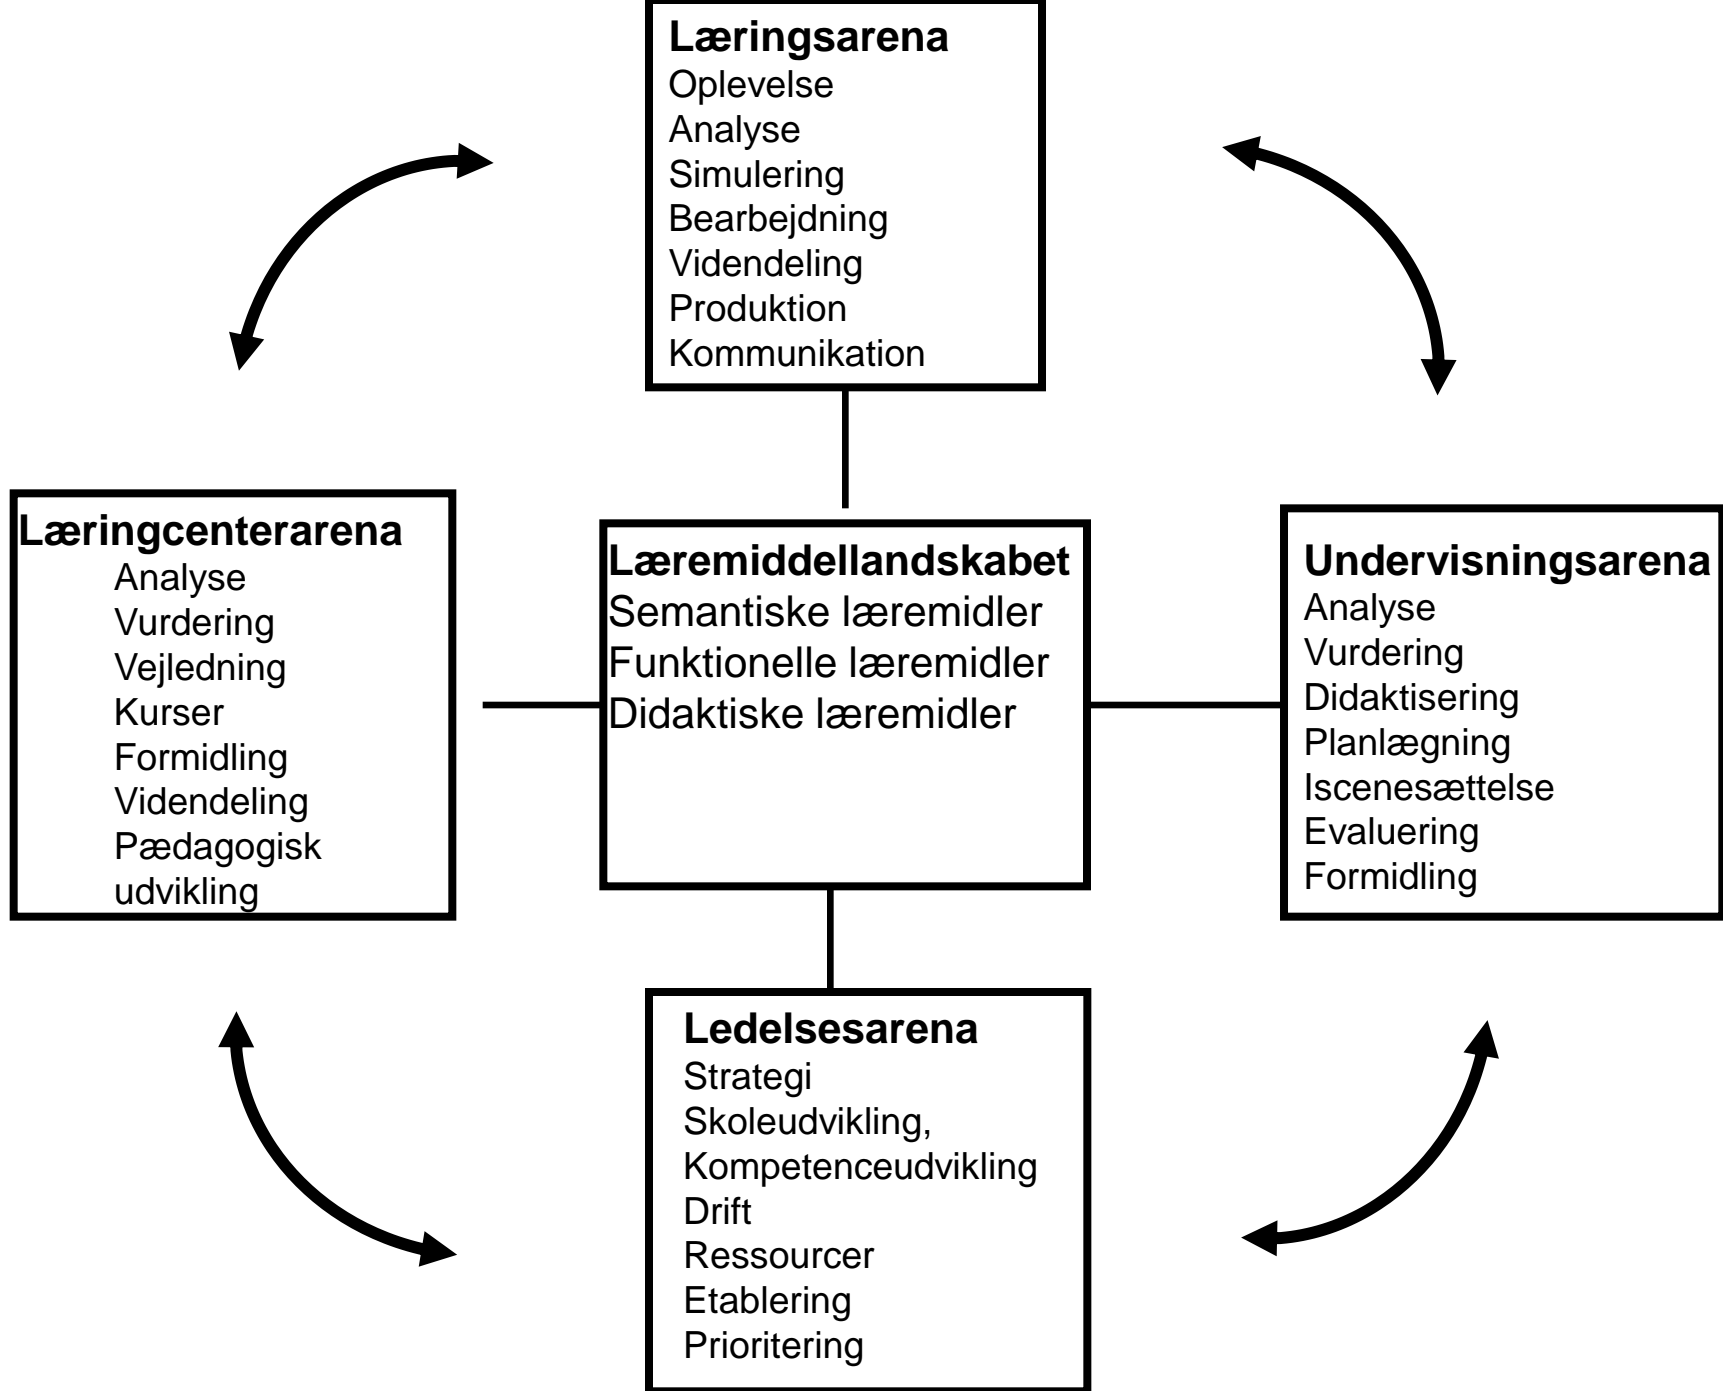 Læringsarena
Oplevelse
Analyse
Simulering
Bearbejdning
Videndeling
Produktion
Kommunikation
Læringcenterarena
Analyse
Vurdering
Vejledning
Kurser
Formidling
Videndeling
Pædagogisk
udvikling
Læremiddellandskabet
Semantiske læremidler
Funktionelle læremidler
Didaktiske læremidler
Undervisningsarena
Analyse
Vurdering
Didaktisering
Planlægning
Iscenesættelse
Evaluering
Formidling
Ledelsesarena
Strategi
Skoleudvikling,
Kompetenceudvikling
Drift
Ressourcer
Etablering
Prioritering